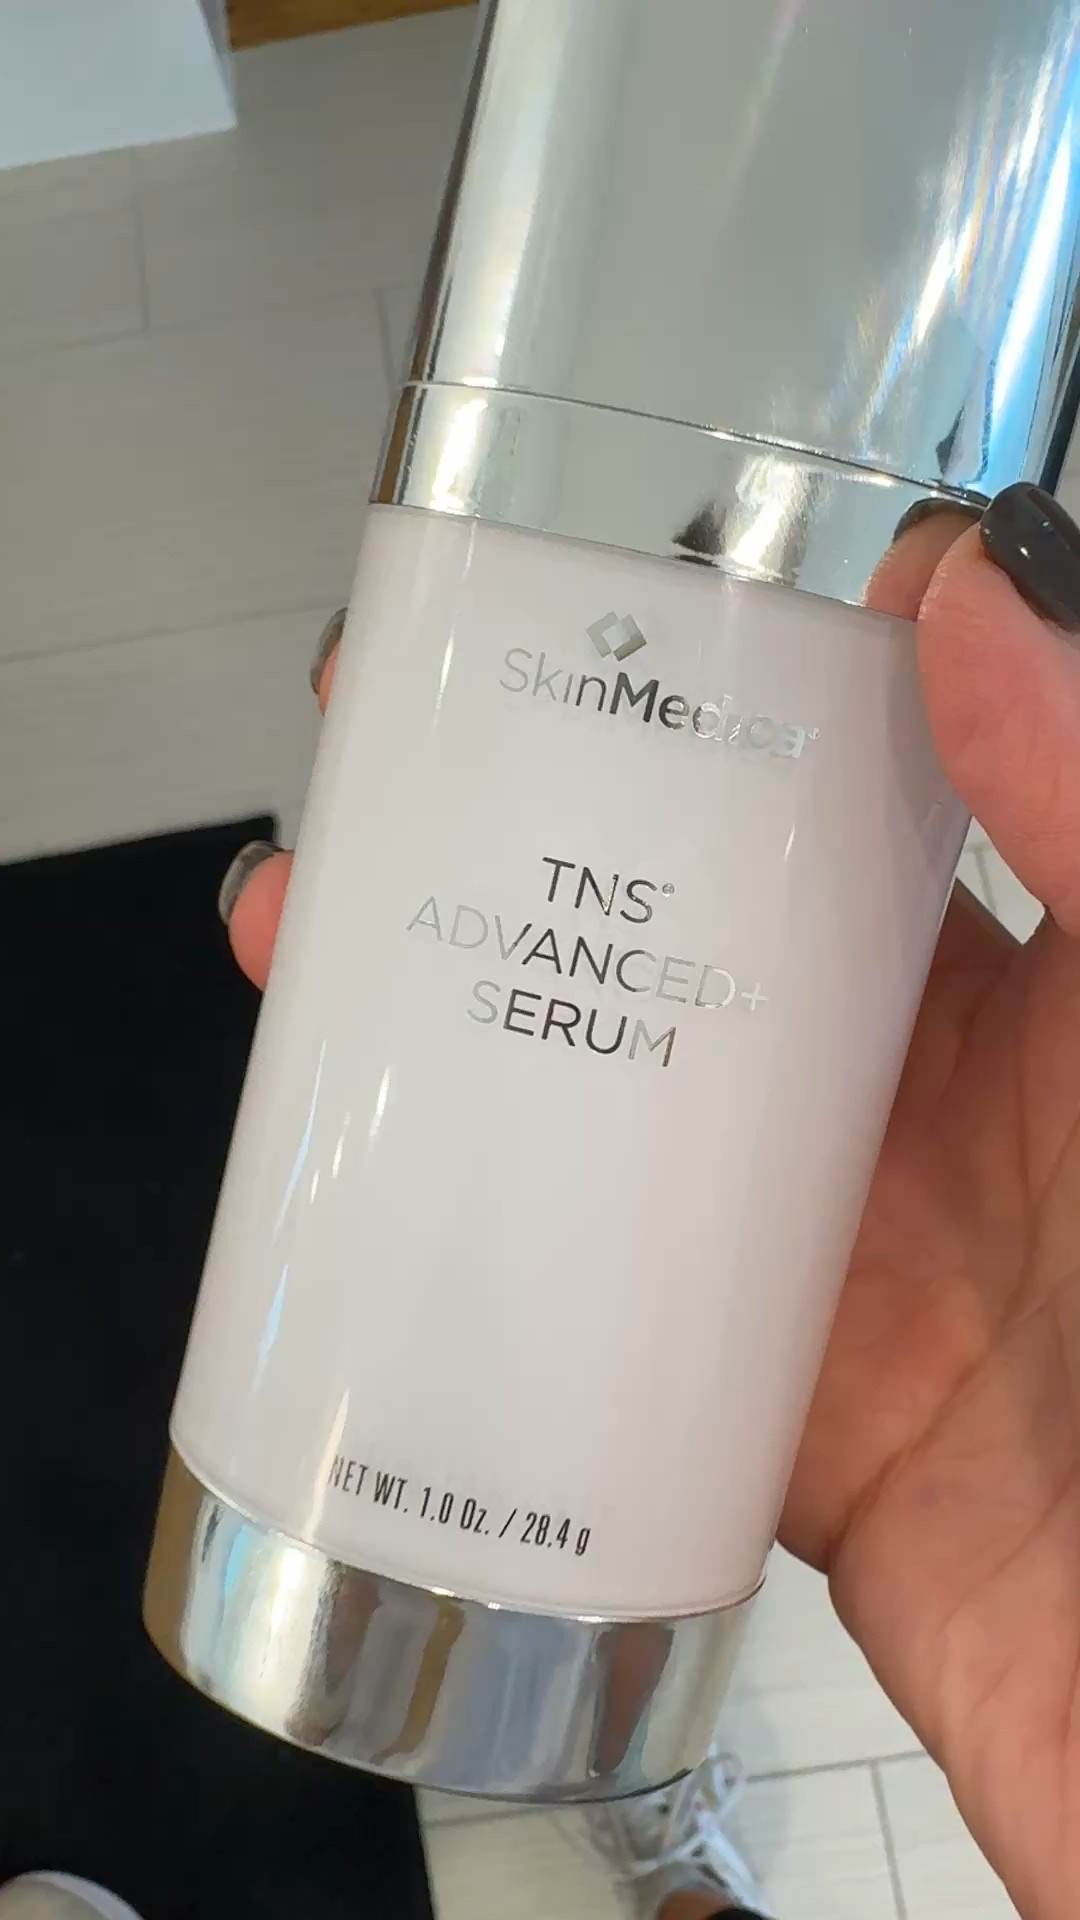 SkinMedica®
TNS®
ADVANCED+
SERUM
NET WT. 1.0 Oz. / 28.4 g